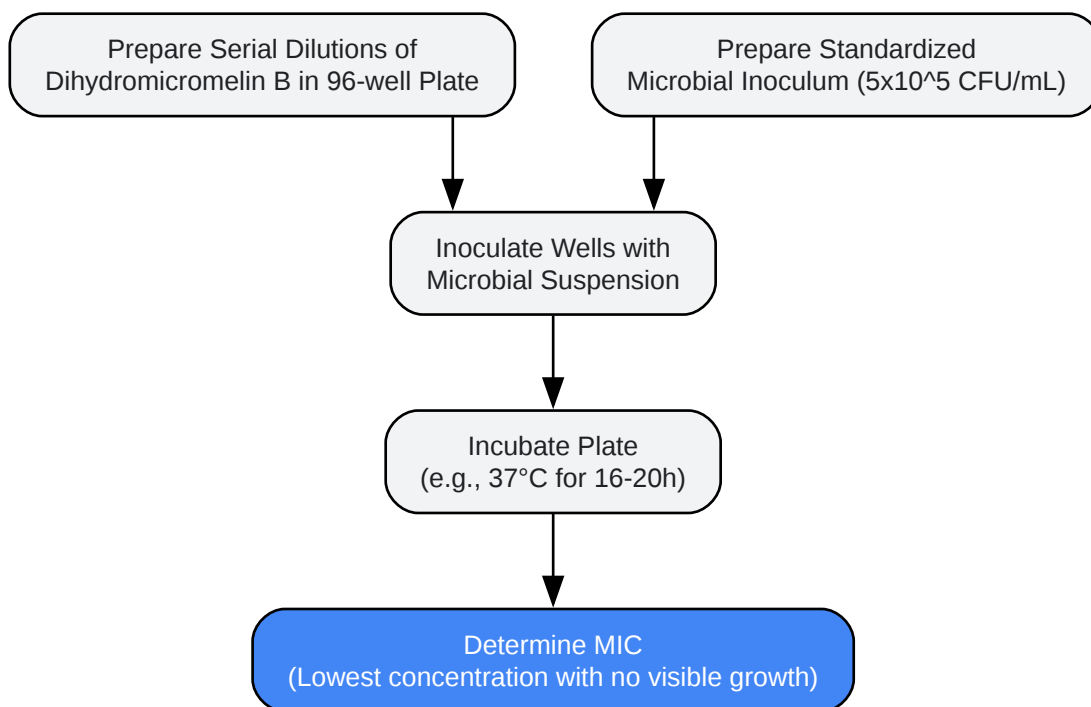 Prepare Serial Dilutions of
Dihydromicromelin B in 96-well Plate
Prepare Standardized
Microbial Inoculum (5x10^5 CFU/mL)
Inoculate Wells with
Microbial Suspension
Incubate Plate
(e.g., 37°C for 16-20h)
Determine MIC
(Lowest concentration with no visible growth)